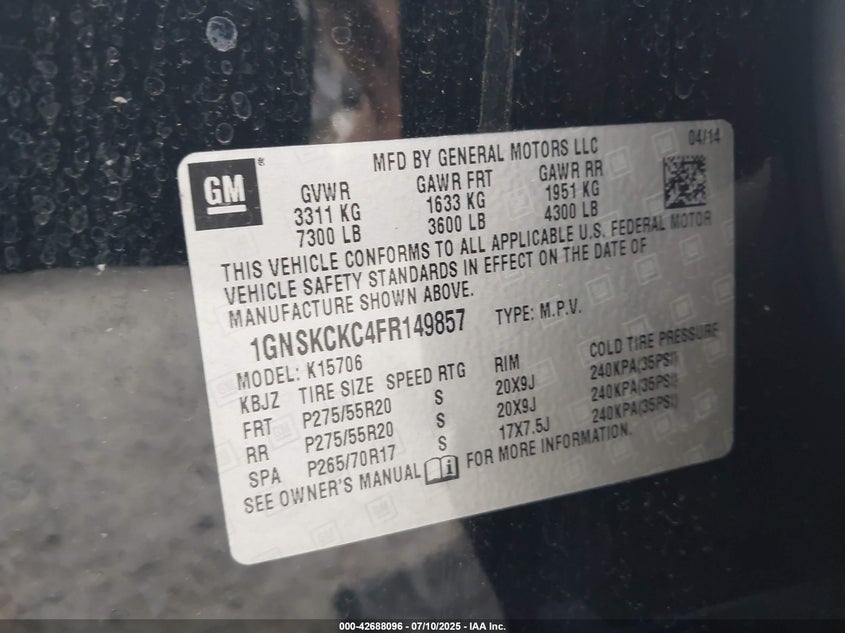 04/14
MFD BY GENERAL MOTORS LLC
GM
GVWR GAWR FRT GAWR RR
3311 KG 1633 KG 1951 KG
7300 LB 3600 LB 4300 LB
THIS VEHICLE CONFORMS TO ALL APPLICABLE U.S. FEDERAL MOTOR
VEHICLE SAFETY STANDARDS IN EFFECT ON THE DATE OF
MANUFACTURE SHOWN ABOVE.
1GNSKCKC4FR149857 TYPE: M.P.V.
MODEL: K15706
KBJZ TIRE SIZE SPEED RTG RIM COLD TIRE PRESSURE
FRT P275/55R20 S 20X9J 240KPA(35PSI)
RR P275/55R20 S 20X9J 240KPA(35PSI)
SPA P265/70R17 S 17X7.5J 240KPA(35PSI)
SEE OWNER'S MANUAL FOR MORE INFORMATION.
000-42688096 - 07/10/2025 - IAA Inc.